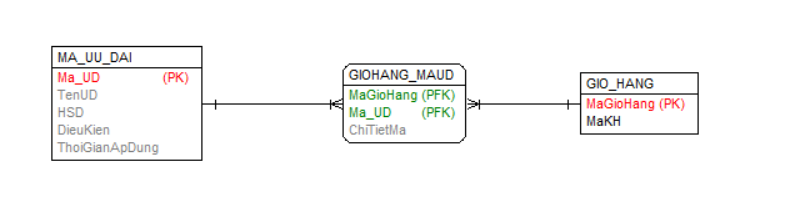 MA_UU_DAI
Ma_UD (PK)
TenUD
HSD
DieuKien
ThoiGianApDung
GIOHANG_MAUD
MaGioHang (PFK)
Ma_UD (PFK)
ChiTietMa
GIO_HANG
MaGioHang (PK)
MaKH